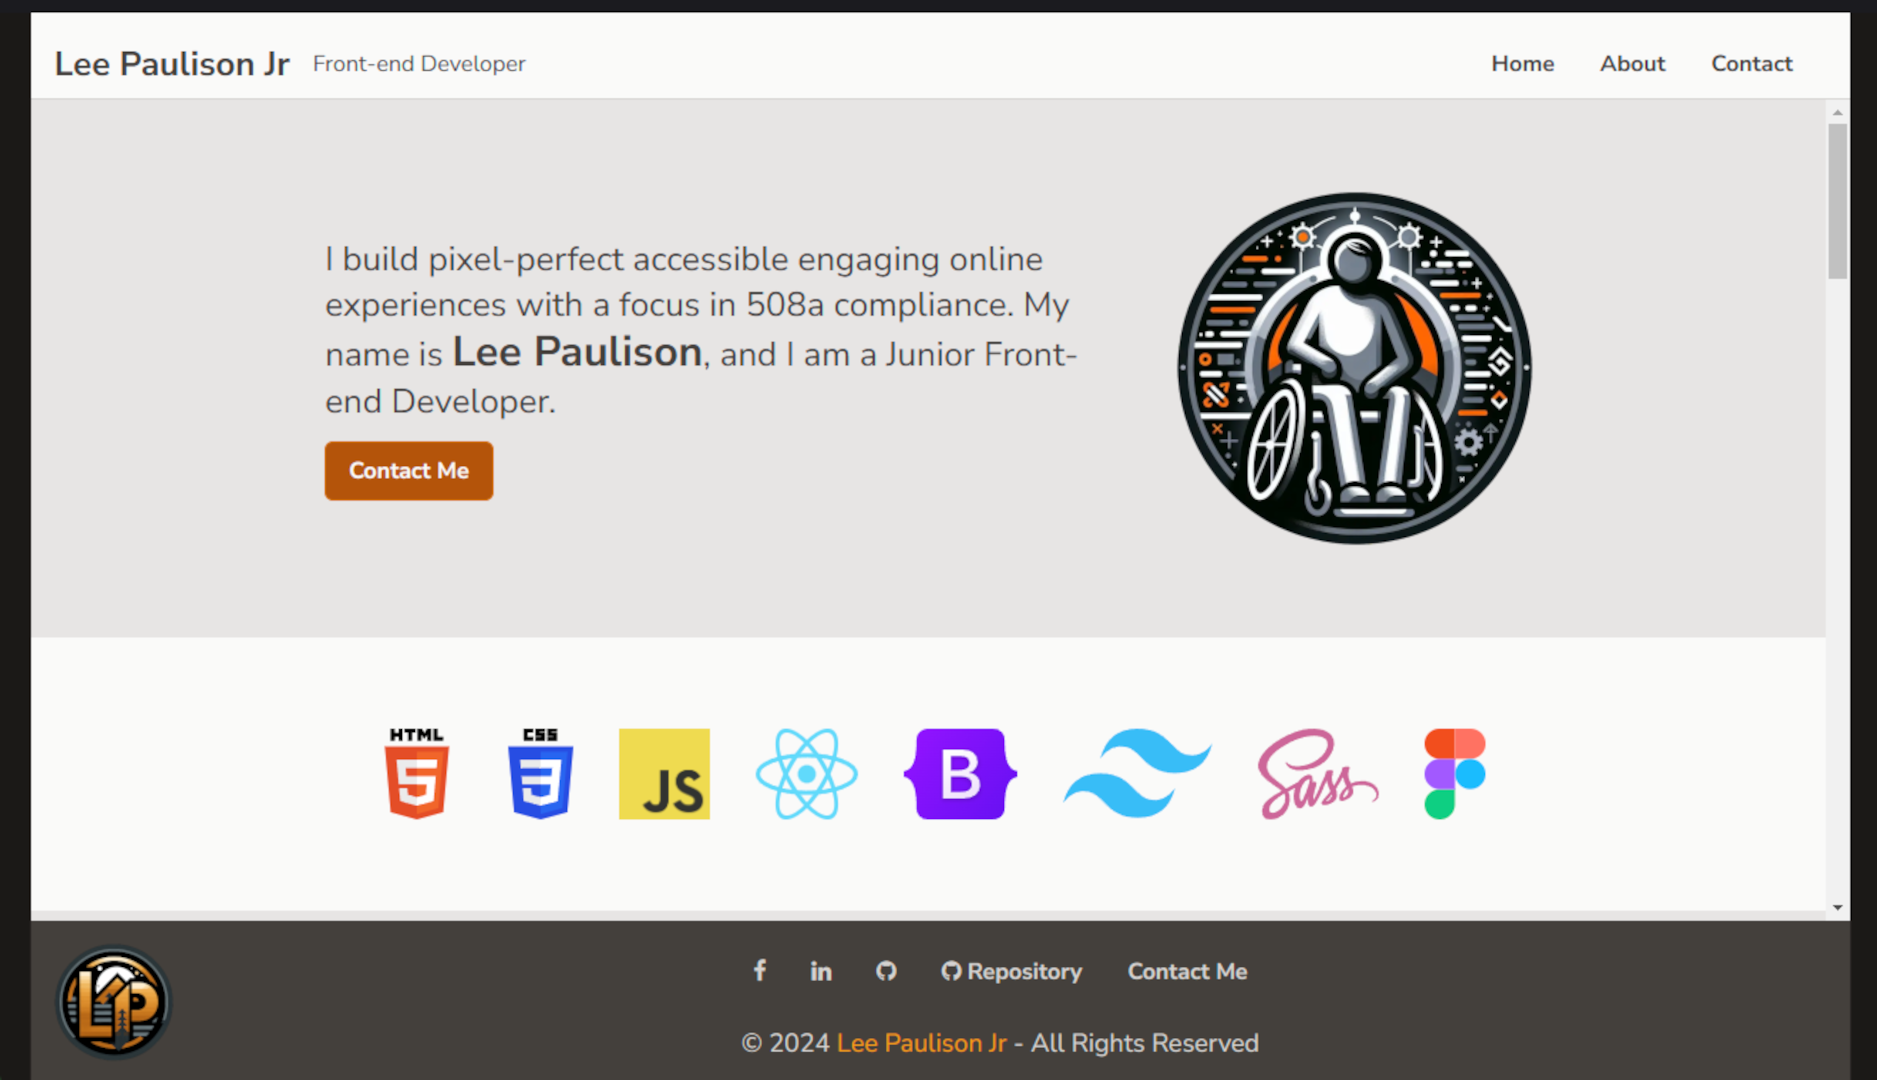 Lee Paulison Jr Front-end Developer Home About Contact
I build pixel-perfect accessible engaging online
experiences with a focus in 508a compliance. My
name is Lee Paulison, and I am a Junior Front-
end Developer.
Contact Me
HTML CSS
5 3 JS B Sass
LP
f in Repository Contact Me
© 2024 Lee Paulison Jr - All Rights Reserved